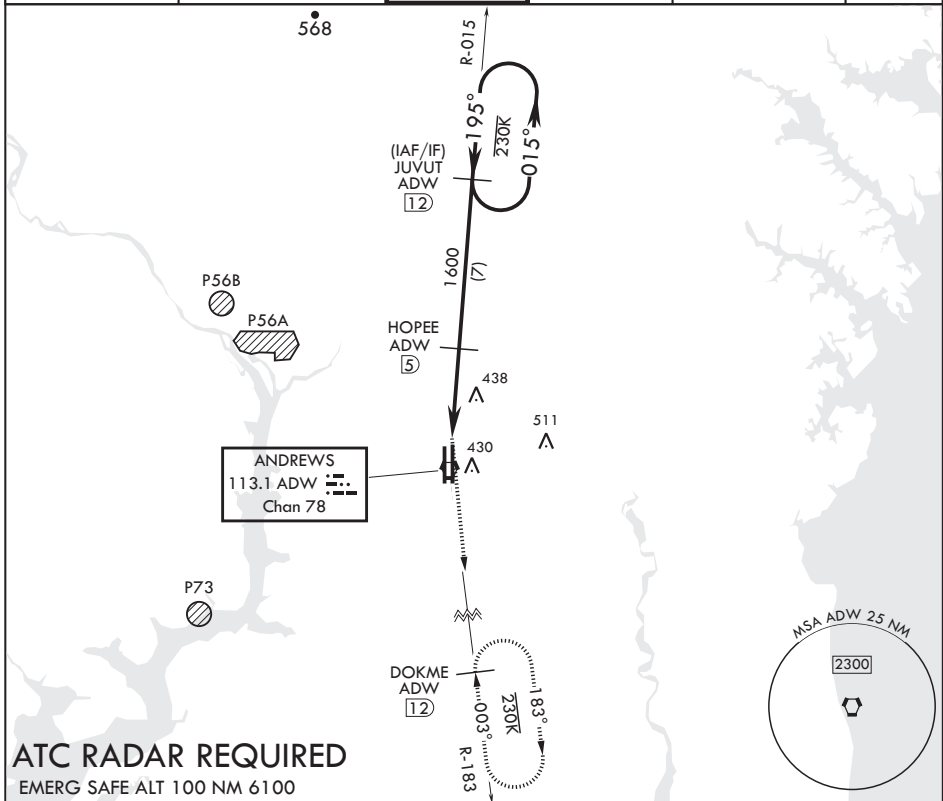 568
R-015
195°
230K
015°
(IAF/IF)
JUVUT
ADW
12
1600
(7)
P56B
P56A
HOPEE
ADW
5
438
511
430
ANDREWS
113.1 ADW
Chan 78
P73
DOKME
ADW
12
003°
230K
183°
R-183
MSA ADW 25 NM
2300
ATC RADAR REQUIRED
EMERG SAFE ALT 100 NM 6100